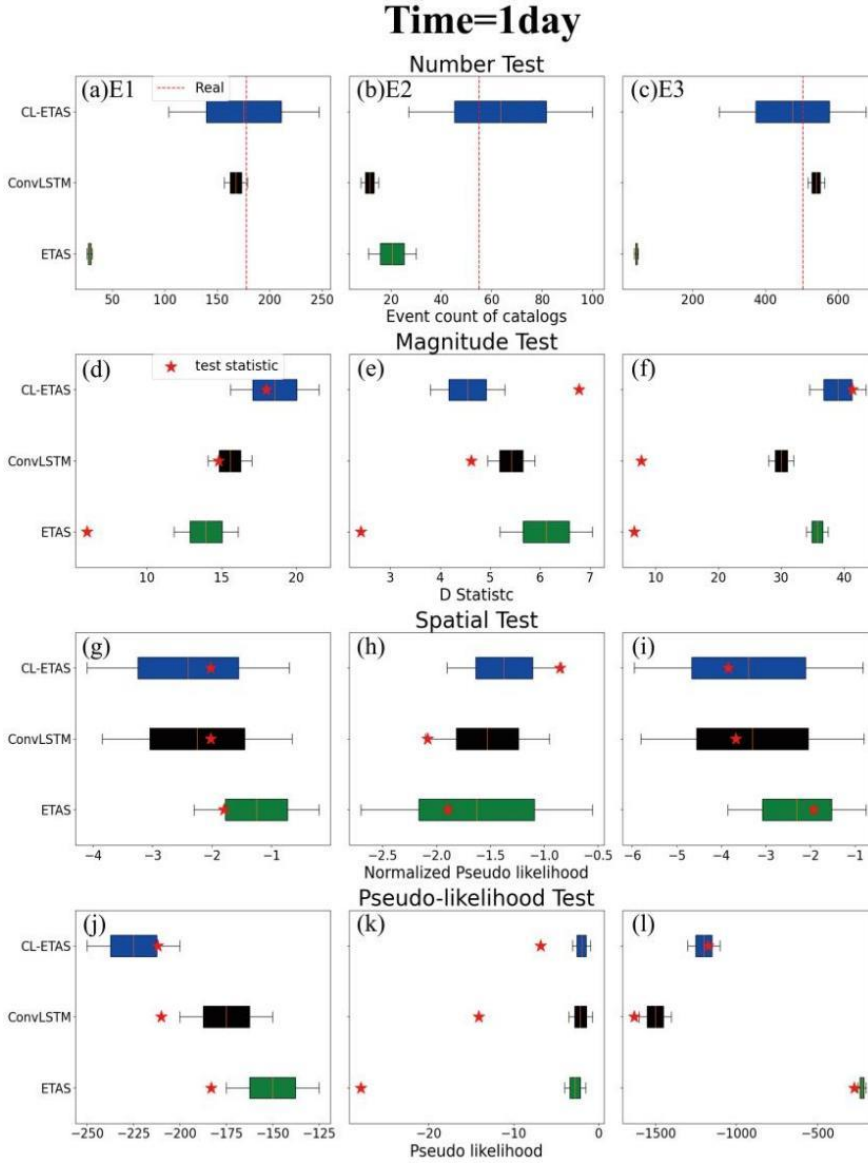 Time=1day
Number Test
(a)E1
Real
(b)E2
(c)E3
CL-ETAS
ConvLSTM
ETAS
50 100 150 200 250
20 40 60 80 100
200 400 600
Event count of catalogs
Magnitude Test
(d)
test statistic
(e)
(f)
CL-ETAS
ConvLSTM
ETAS
10 15 20
3 4 5 6 7
10 20 30 40
D Statistc
Spatial Test
(g)
(h)
(i)
CL-ETAS
ConvLSTM
ETAS
−4 −3 −2 −1
−2.5 −2.0 −1.5 −1.0 −0.5
−6 −5 −4 −3 −2 −1
Normalized Pseudo likelihood
Pseudo-likelihood Test
(j)
(k)
(l)
CL-ETAS
ConvLSTM
ETAS
−250 −225 −200 −175 −150 −125
−20 −10 0
−1500 −1000 −500
Pseudo likelihood